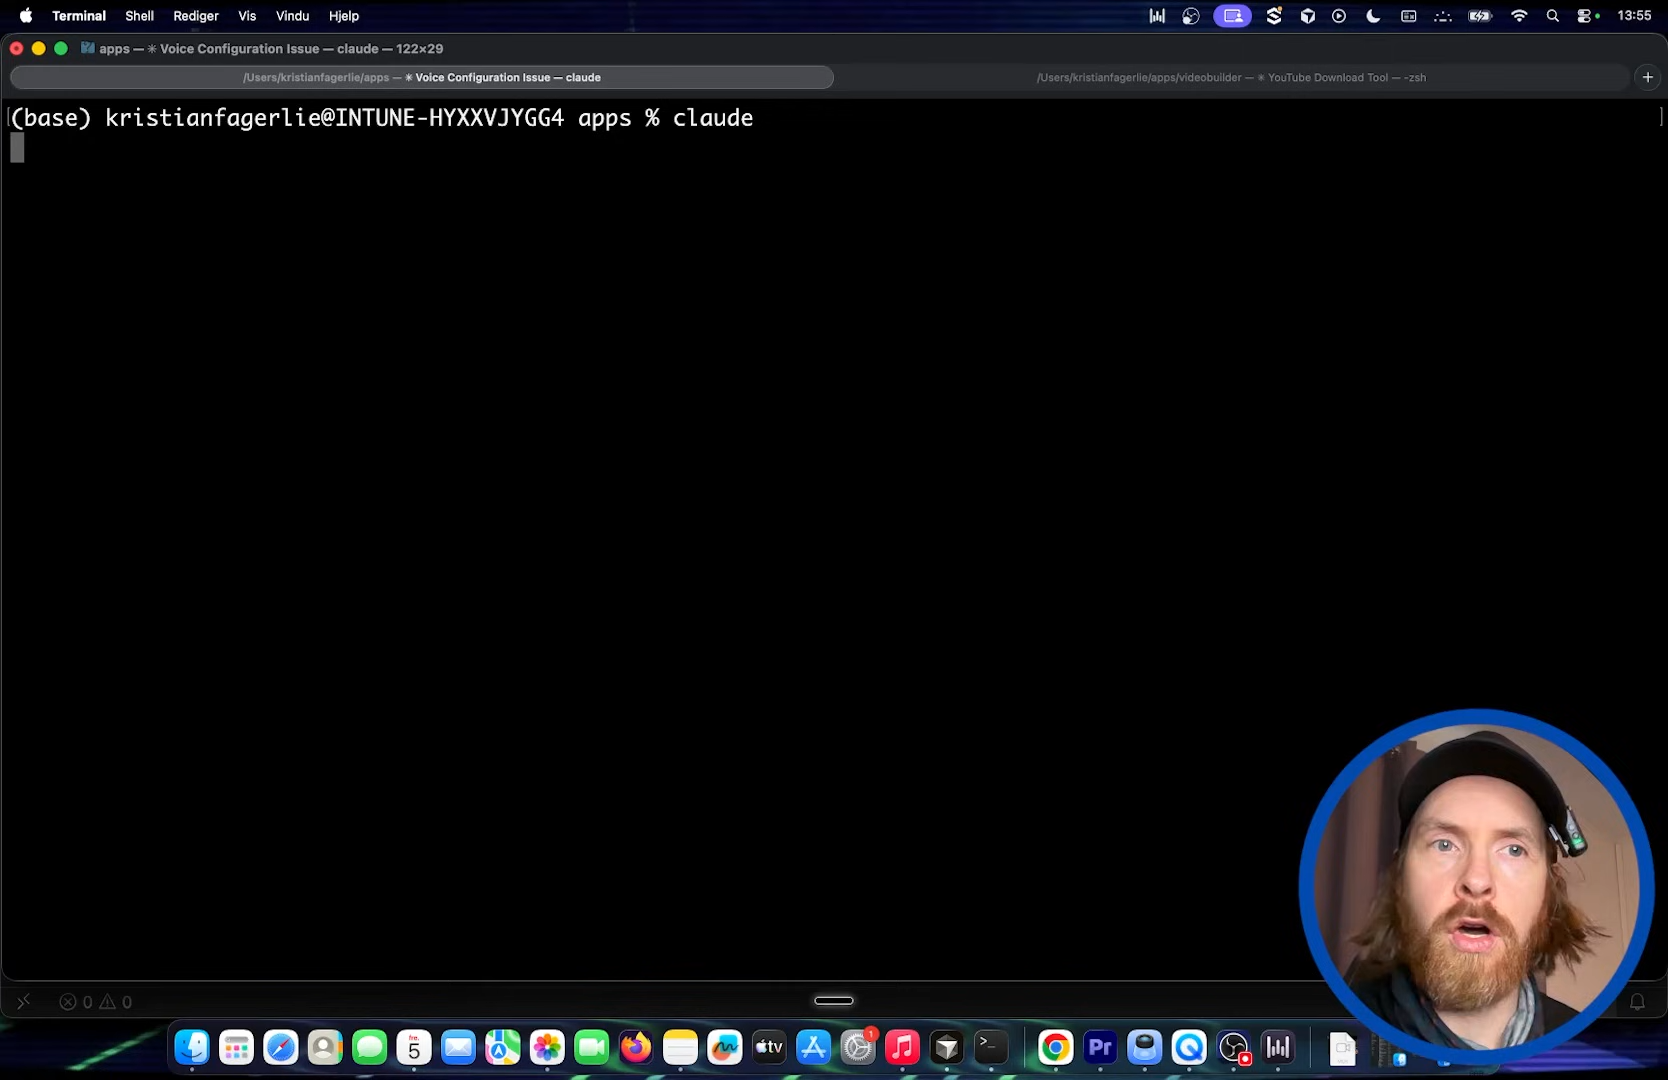 Terminal Shell Rediger Vis Vindu Hjelp 13:55
apps — ✳ Voice Configuration Issue — claude — 122×29
/Users/kristianfagerlie/apps — ✳ Voice Configuration Issue — claude
/Users/kristianfagerlie/apps/videobuilder — ✳ YouTube Download Tool — -zsh
(base) kristianfagerlie@INTUNE-HYXXVJYGG4 apps % claude
0 0
fre.
5
tv
1
>_
Pr